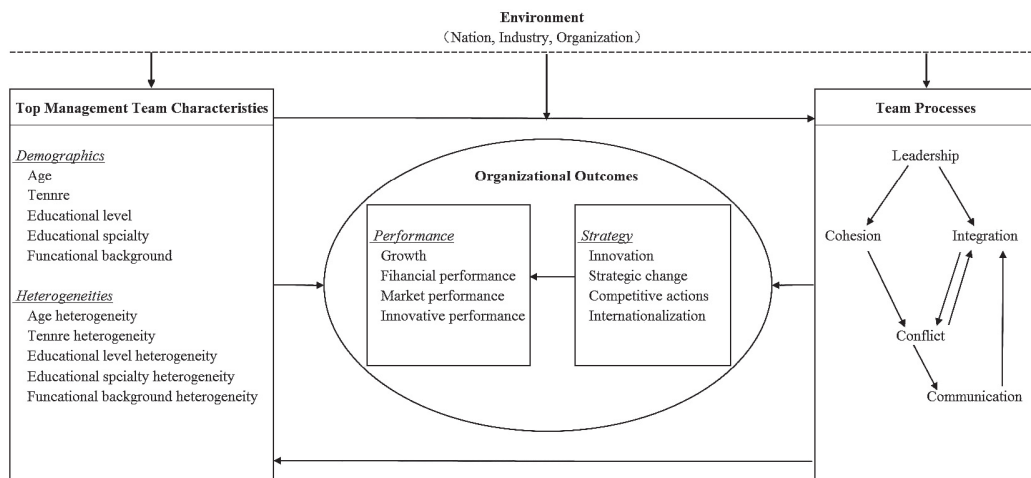 Environment
（Nation, Industry, Organization）
Top Management Team Characteristics
Demographics
Age
Tennre
Educational level
Educational spcialty
Funcational background
Heterogeneities
Age heterogeneity
Tennre heterogeneity
Educational level heterogeneity
Educational spcialty heterogeneity
Funcational background heterogeneity
Organizational Outcomes
Performance
Growth
Fihancial performance
Market performance
Innovative performance
Strategy
Innovation
Strategic change
Competitive actions
Internationalization
Team Processes
Leadership
Cohesion
Integration
Conflict
Communication